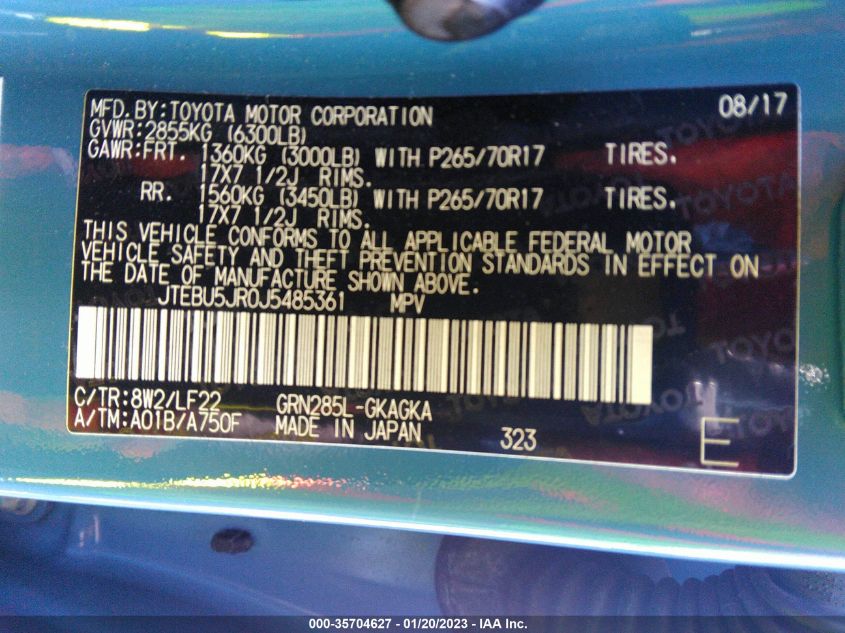 MFD. BY: TOYOTA MOTOR CORPORATION 08/17
GVWR: 2855KG (6300LB)
GAWR: FRT. 1360KG (3000LB) WITH P265/70R17 TIRES.
17X7 1/2J RIMS.
RR. 1560KG (3450LB) WITH P265/70R17 TIRES.
17X7 1/2J RIMS.
THIS VEHICLE CONFORMS TO ALL APPLICABLE FEDERAL MOTOR
VEHICLE SAFETY AND THEFT PREVENTION STANDARDS IN EFFECT ON
THE DATE OF MANUFACTURE SHOWN ABOVE.
JTEBU5JR0J5485361 MPV
C/TR: 8W2/LF22 GRN285L-GKAGKA
A/TM: A01B/A750F MADE IN JAPAN 323
E
000-35704627 - 01/20/2023 - IAA Inc.